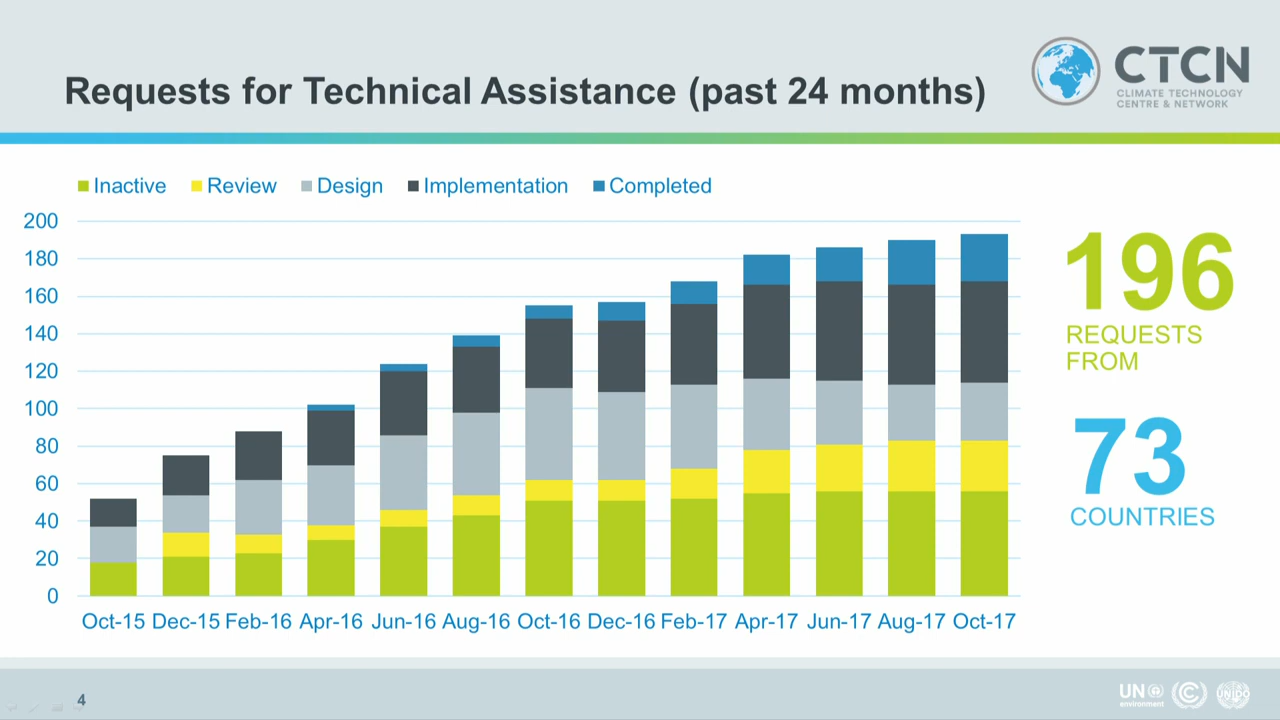 Requests for Technical Assistance (past 24 months)
CTCN
CLIMATE TECHNOLOGY
CENTRE & NETWORK
Inactive Review Design Implementation Completed
200
180
160
140
120
100
80
60
40
20
0
Oct-15 Dec-15 Feb-16 Apr-16 Jun-16 Aug-16 Oct-16 Dec-16 Feb-17 Apr-17 Jun-17 Aug-17 Oct-17
196
REQUESTS
FROM
73
COUNTRIES
4
UN
environment
UNIDO